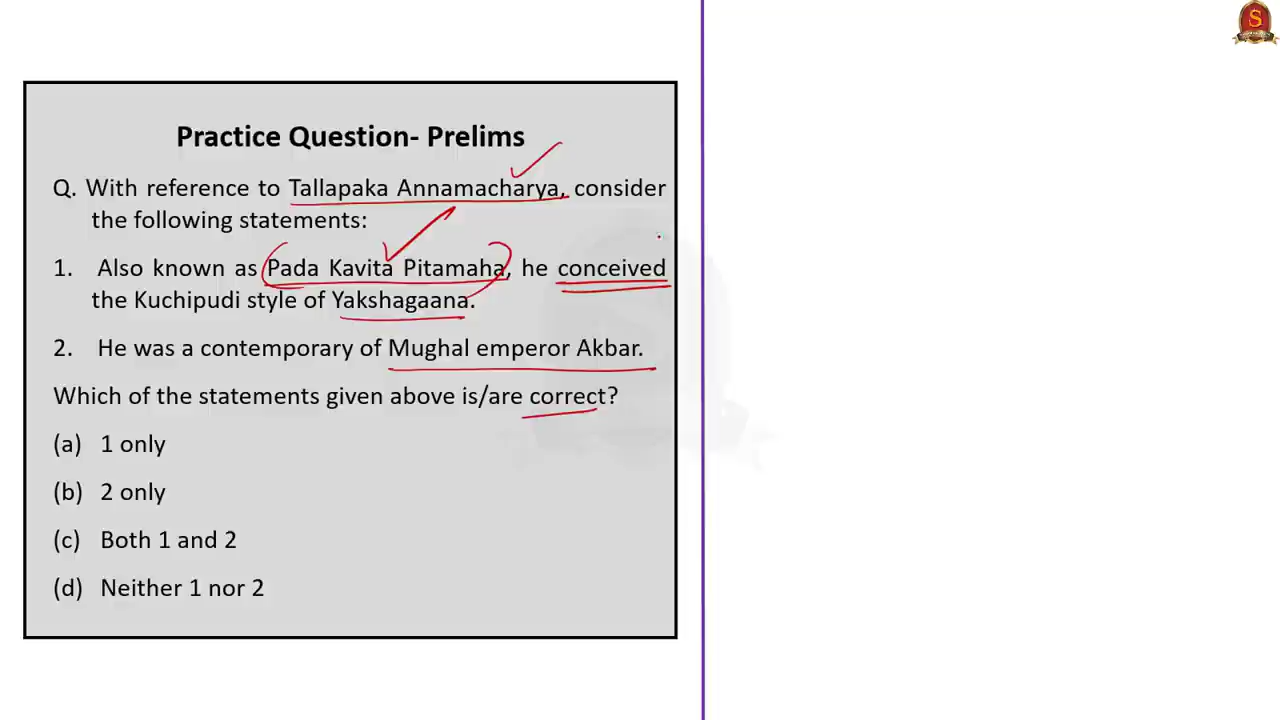 Practice Question- Prelims
Q. With reference to Tallapaka Annamacharya, consider
the following statements:
1. Also known as Pada Kavita Pitamaha, he conceived
the Kuchipudi style of Yakshagaana.
2. He was a contemporary of Mughal emperor Akbar.
Which of the statements given above is/are correct?
(a) 1 only
(b) 2 only
(c) Both 1 and 2
(d) Neither 1 nor 2